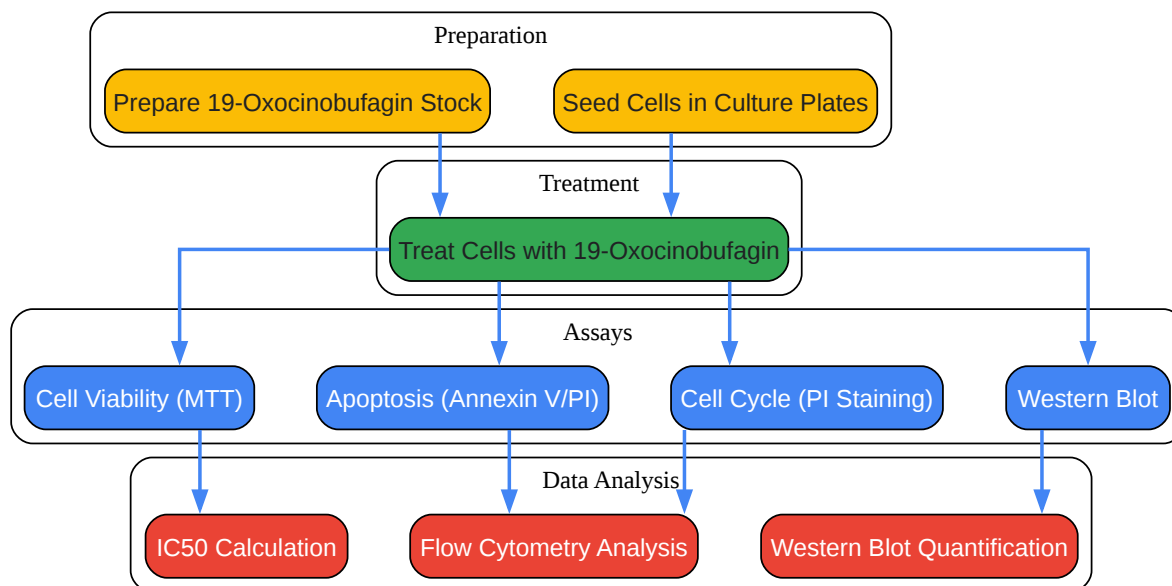 Preparation
Prepare 19-Oxocinobufagin Stock
Seed Cells in Culture Plates
Treatment
Treat Cells with 19-Oxocinobufagin
Assays
Cell Viability (MTT)
Apoptosis (Annexin V/PI)
Cell Cycle (PI Staining)
Western Blot
Data Analysis
IC50 Calculation
Flow Cytometry Analysis
Western Blot Quantification